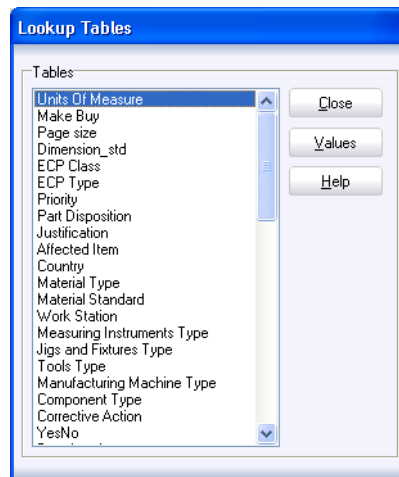 Lookup Tables
Tables
Units Of Measure
Make Buy
Page size
Dimension_std
ECP Class
ECP Type
Priority
Part Disposition
Justification
Affected Item
Country
Material Type
Material Standard
Work Station
Measuring Instruments Type
Jigs and Fixtures Type
Tools Type
Manufacturing Machine Type
Component Type
Corrective Action
YesNo
Close
Values
Help